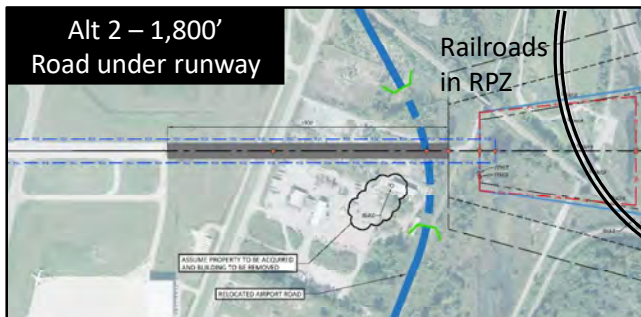 Alt 2 – 1,800’
Road under runway
Railroads
in RPZ
ASSUME PROPERTY TO BE ACQUIRED
AND BUILDING TO BE REMOVED
RELOCATED AIRPORT ROAD